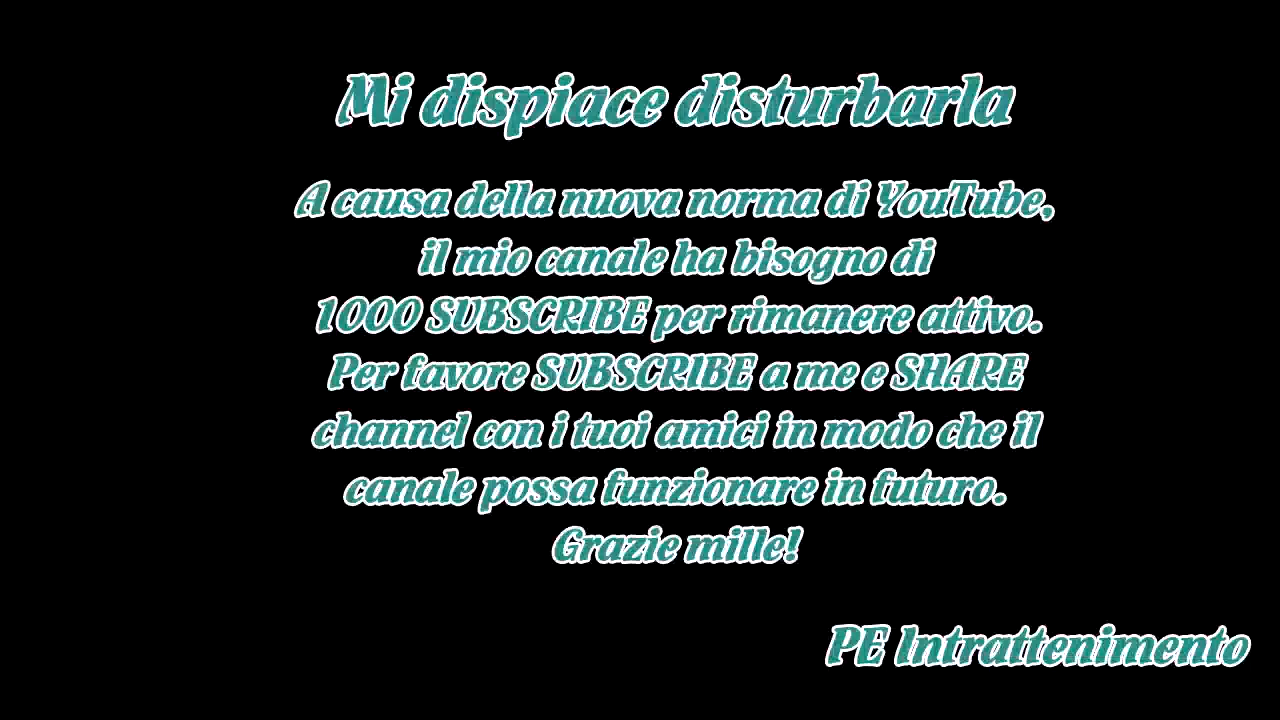 Mi dispiace disturbarla
A causa della nuova norma di YouTube,
il mio canale ha bisogno di
1000 SUBSCRIBE per rimanere attivo.
Per favore SUBSCRIBE a me e SHARE
channel con i tuoi amici in modo che il
canale possa funzionare in futuro.
Grazie mille!
PE Intrattenimento